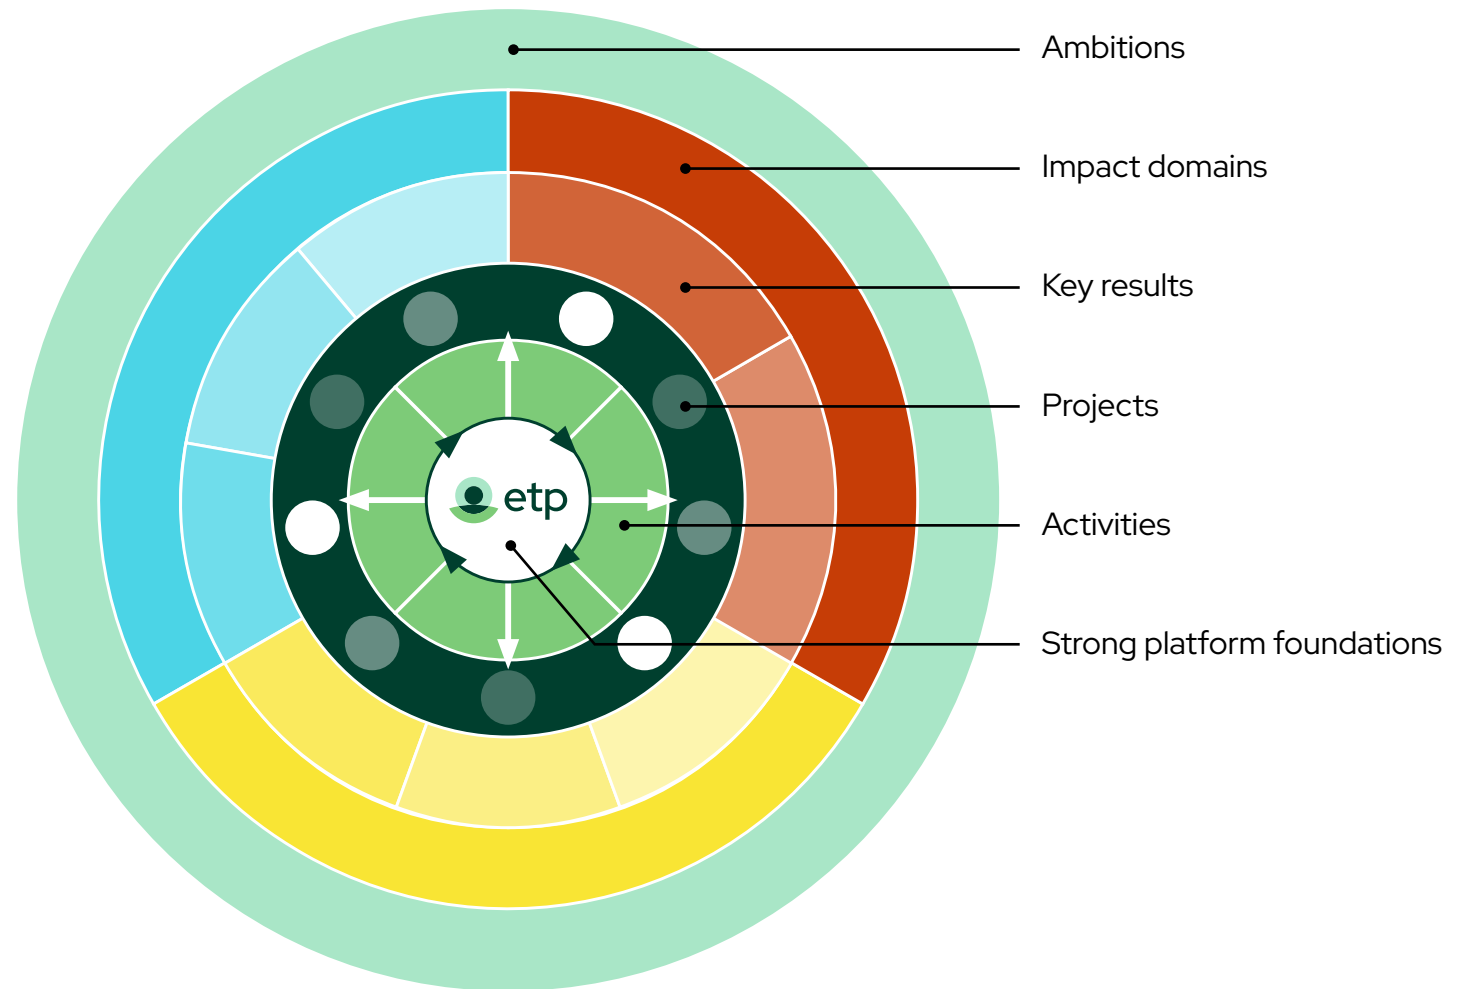 Ambitions
Impact domains
Key results
Projects
etp
Activities
Strong platform foundations